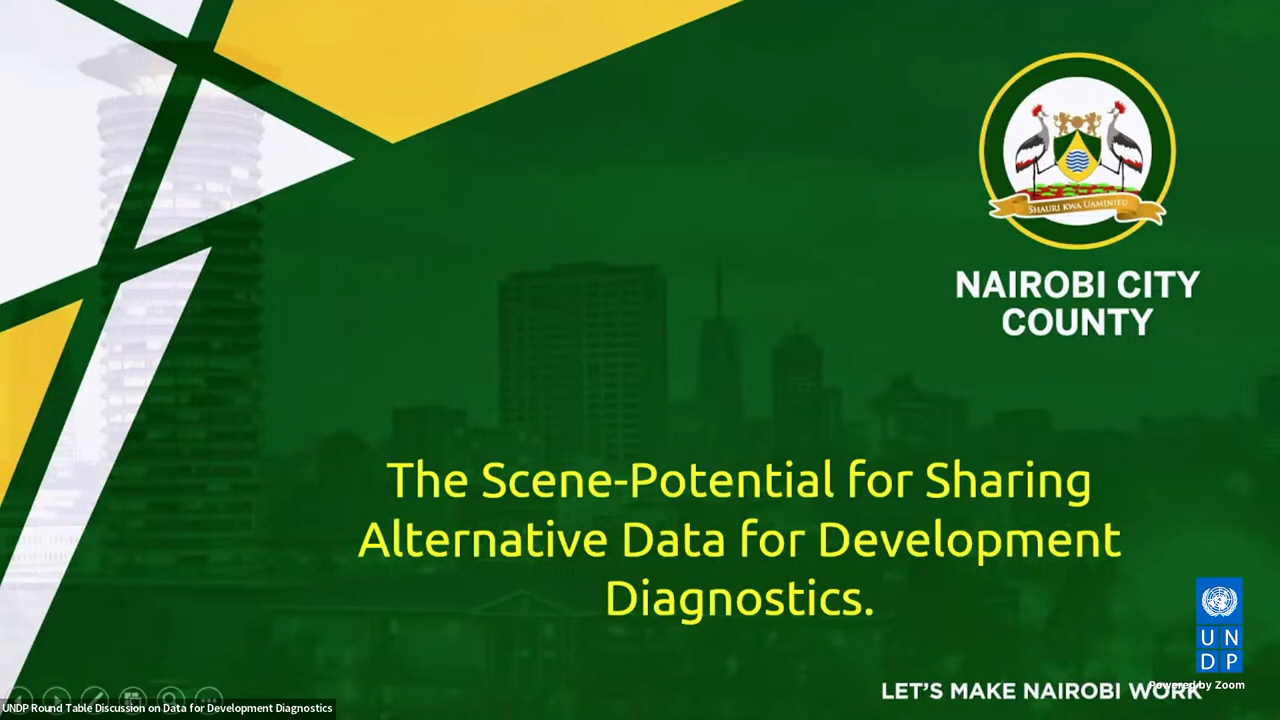 SHAURI KWA UAMINIFU
NAIROBI CITY
COUNTY
The Scene-Potential for Sharing
Alternative Data for Development
Diagnostics.
U N
D P
Powered by Zoom
LET'S MAKE NAIROBI WORK
UNDP Round Table Discussion on Data for Development Diagnostics